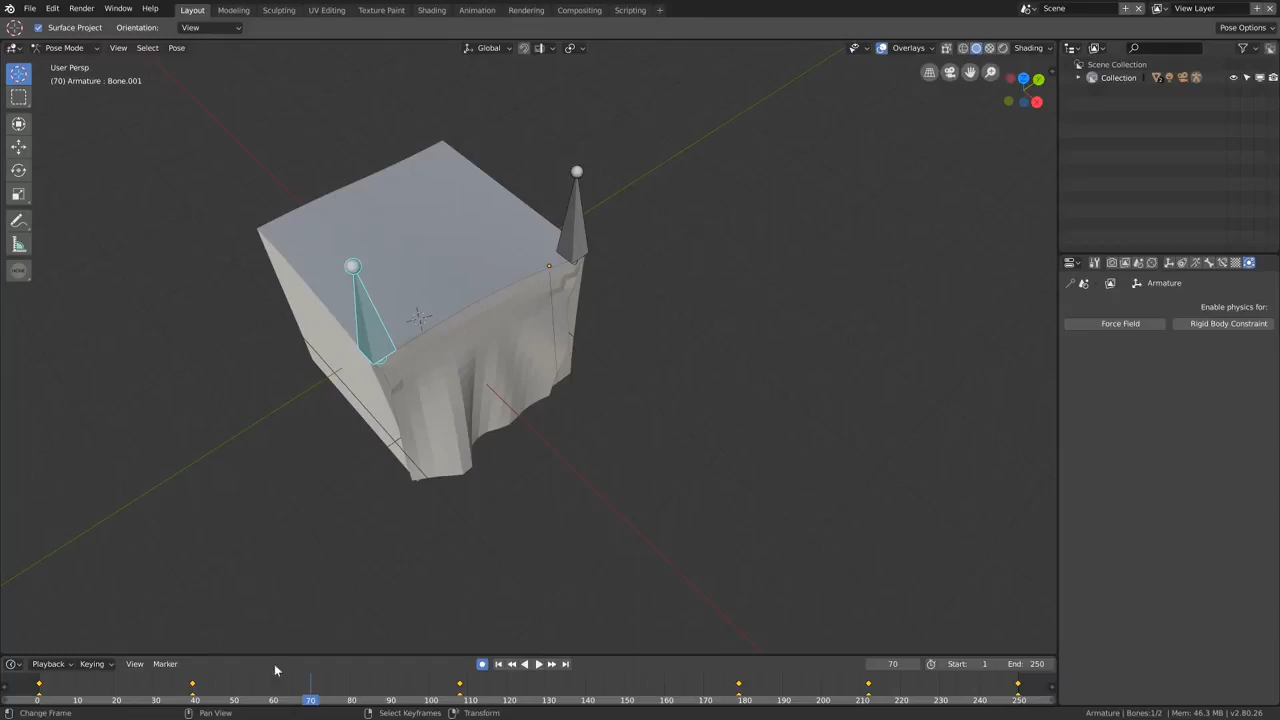 File Edit Render Window Help Layout Modeling Sculpting UV Editing Texture Paint Shading Animation Rendering Compositing Scripting + Scene View Layer
Surface Project Orientation: View Pose Options
Pose Mode View Select Pose Global Overlays Shading
User Persp
(70) Armature : Bone.001
Scene Collection
Collection
Armature
Enable physics for:
Force Field Rigid Body Constraint
Playback Keying View Marker 70 Start: 1 End: 250
10 20 30 40 50 60 70 80 90 100 110 120 130 140 150 160 170 180 190 200 210 220 230 240 250
Change Frame Pan View Select Keyframes Transform Armature | Bones:1/2 | Mem: 46.3 MB | v2.80.26